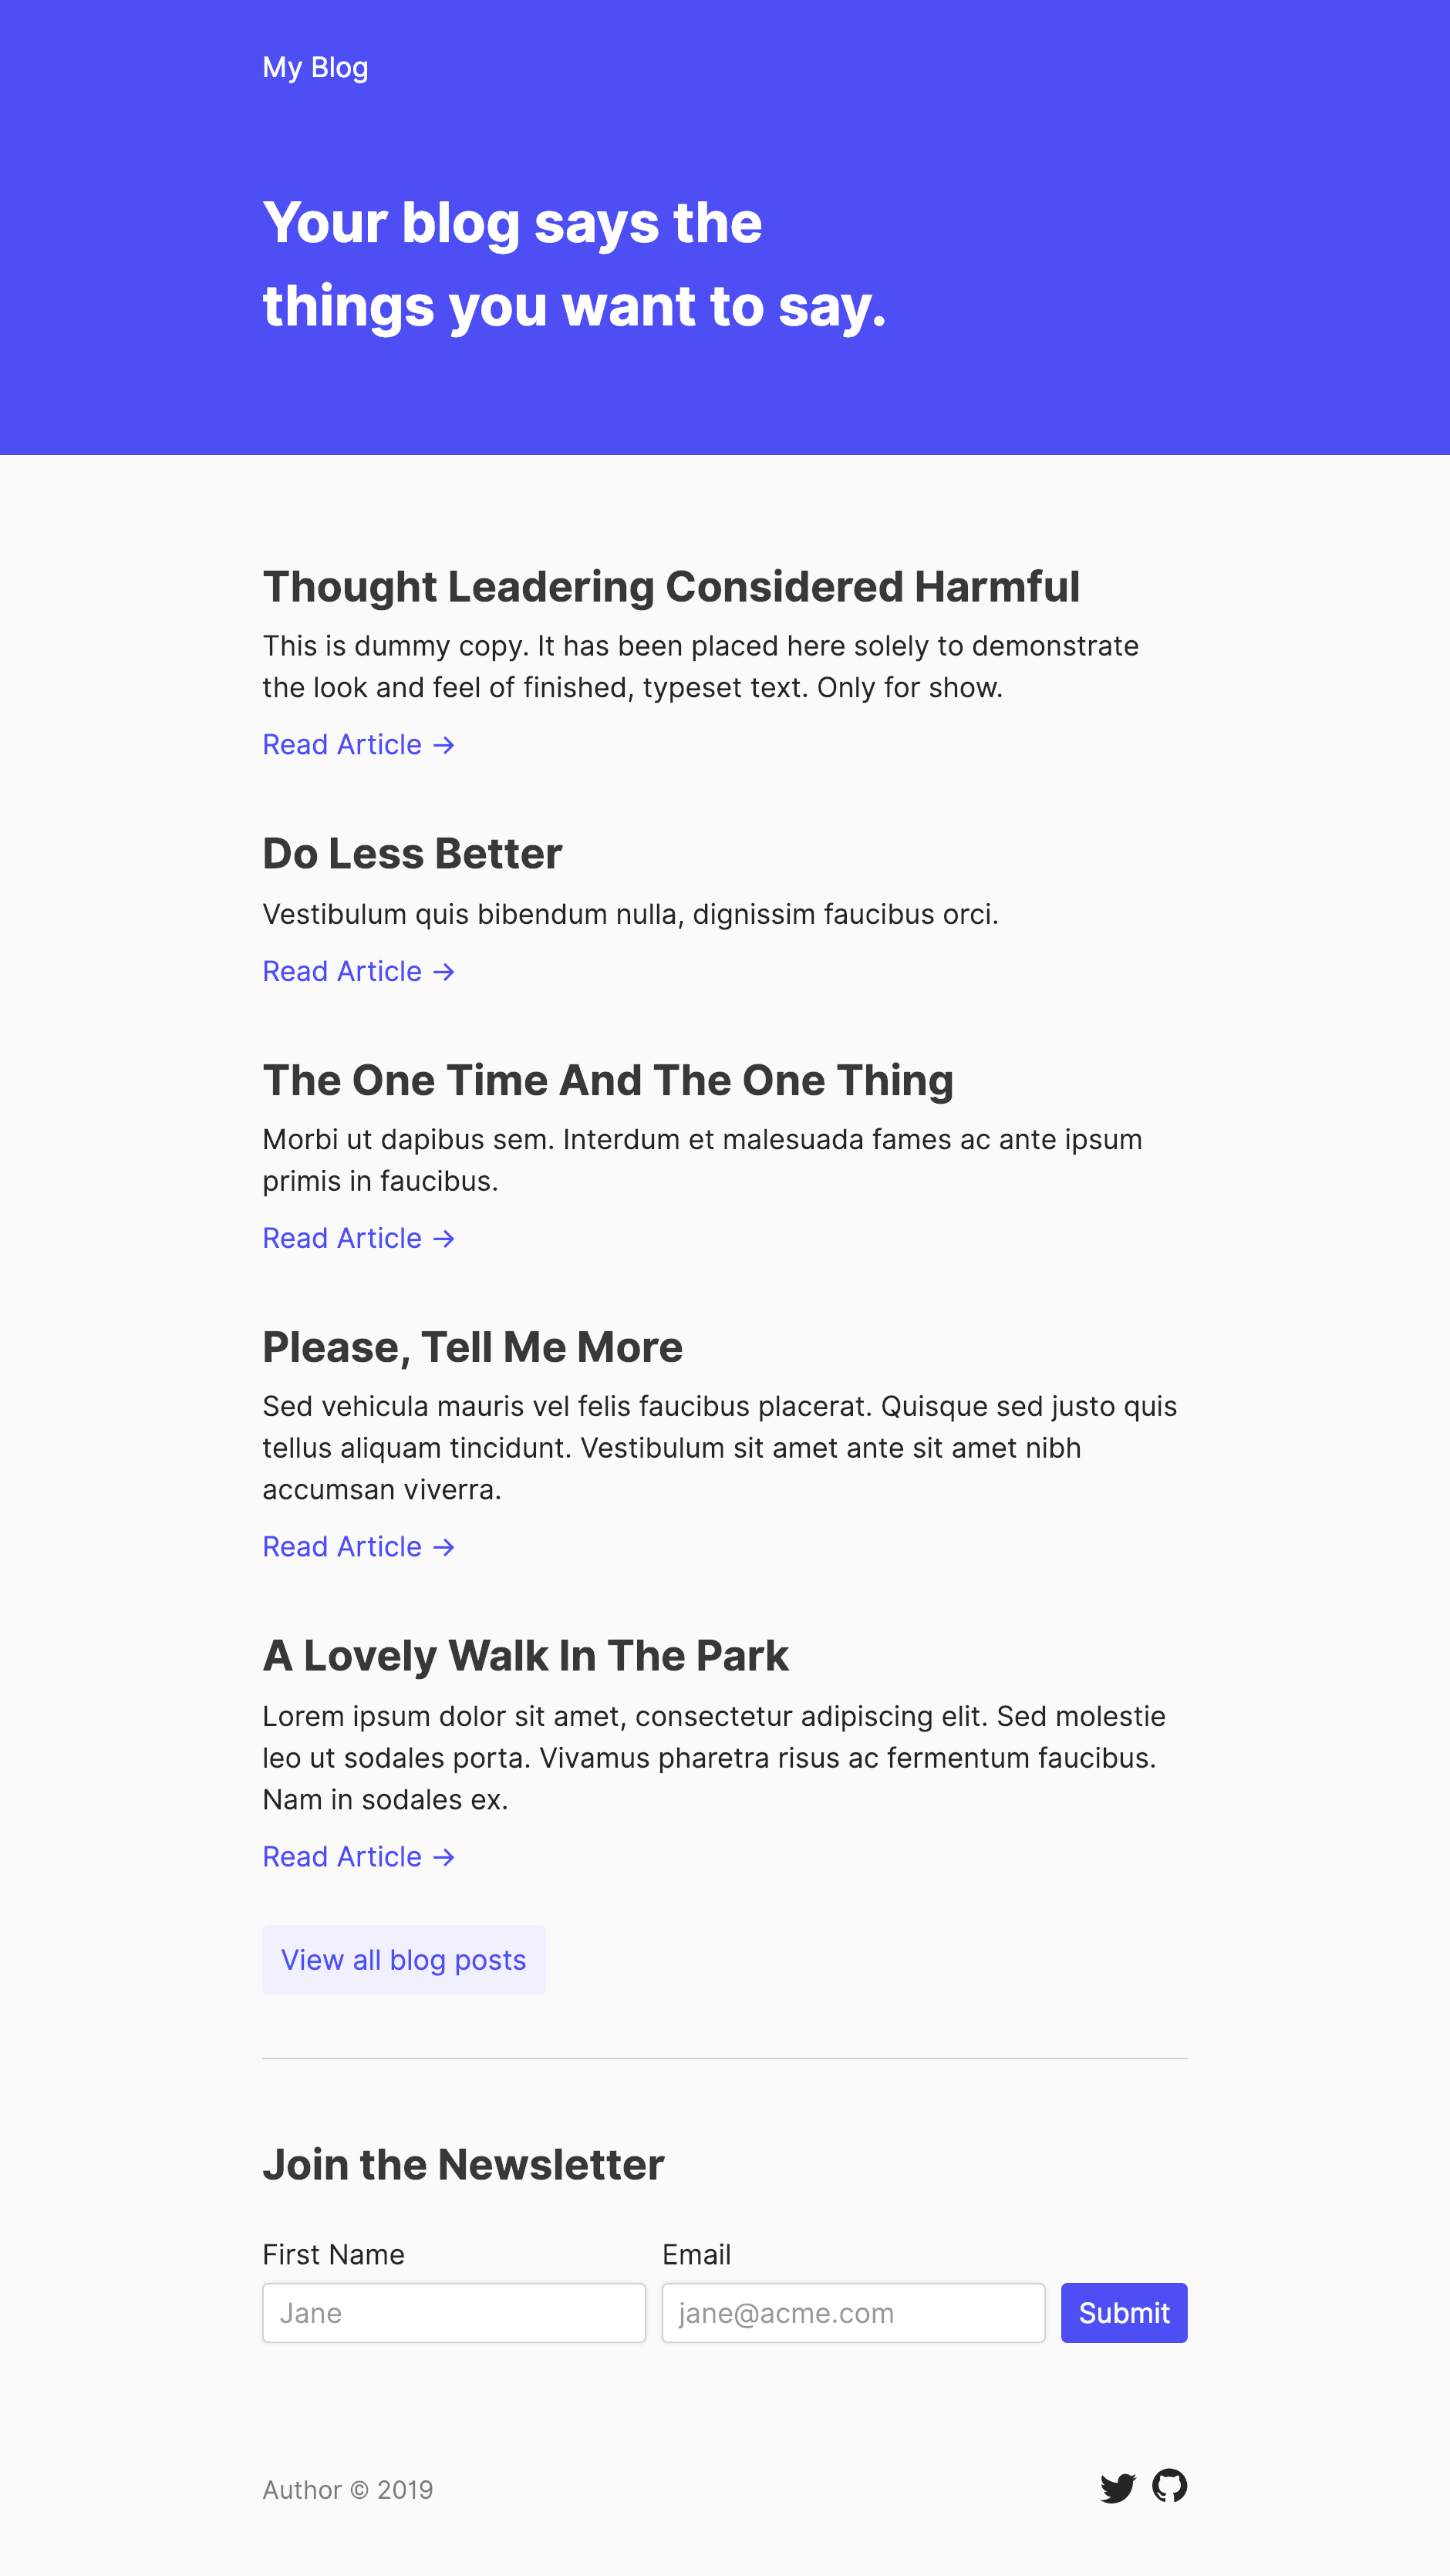 My Blog
Your blog says the
things you want to say.
Thought Leadering Considered Harmful
This is dummy copy. It has been placed here solely to demonstrate
the look and feel of finished, typeset text. Only for show.
Read Article →
Do Less Better
Vestibulum quis bibendum nulla, dignissim faucibus orci.
Read Article →
The One Time And The One Thing
Morbi ut dapibus sem. Interdum et malesuada fames ac ante ipsum
primis in faucibus.
Read Article →
Please, Tell Me More
Sed vehicula mauris vel felis faucibus placerat. Quisque sed justo quis
tellus aliquam tincidunt. Vestibulum sit amet ante sit amet nibh
accumsan viverra.
Read Article →
A Lovely Walk In The Park
Lorem ipsum dolor sit amet, consectetur adipiscing elit. Sed molestie
leo ut sodales porta. Vivamus pharetra risus ac fermentum faucibus.
Nam in sodales ex.
Read Article →
View all blog posts
Join the Newsletter
First Name Email
Jane jane@acme.com Submit
Author © 2019